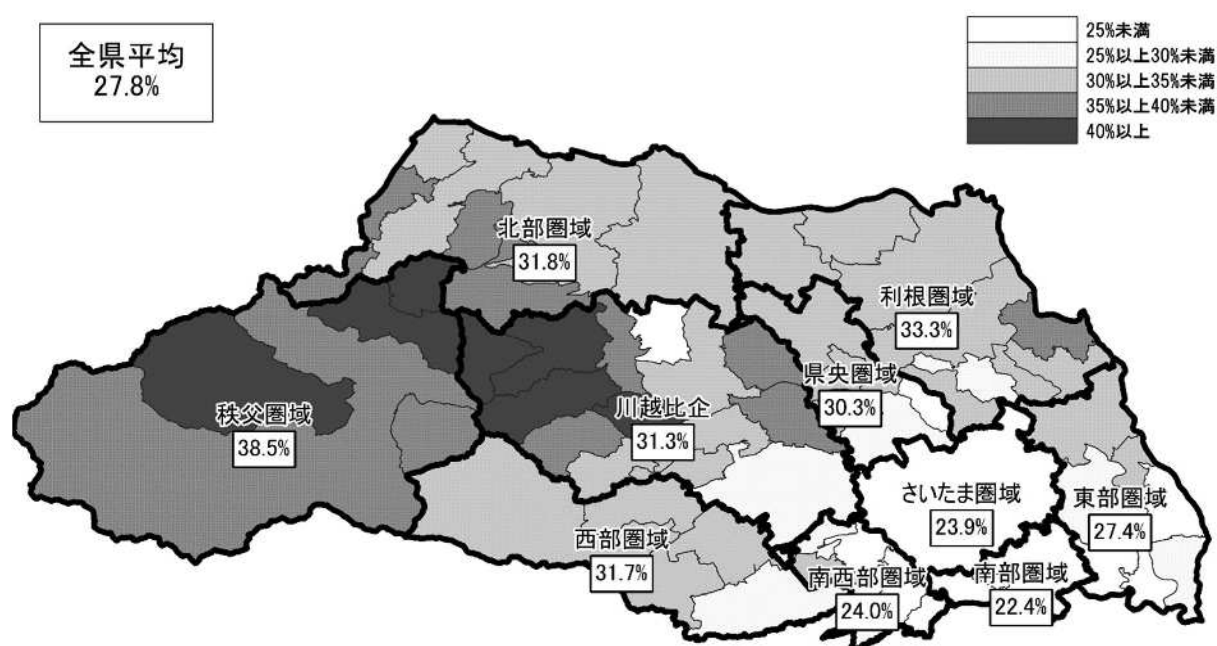 全県平均
27.8%
25%未満
25%以上30%未満
30%以上35%未満
35%以上40%未満
40%以上
北部圏域
31.8%
利根圏域
33.3%
県央圏域
30.3%
川越比企
31.3%
秩父圏域
38.5%
さいたま圏域
23.9%
東部圏域
27.4%
西部圏域
31.7%
南西部圏域
24.0%
南部圏域
22.4%